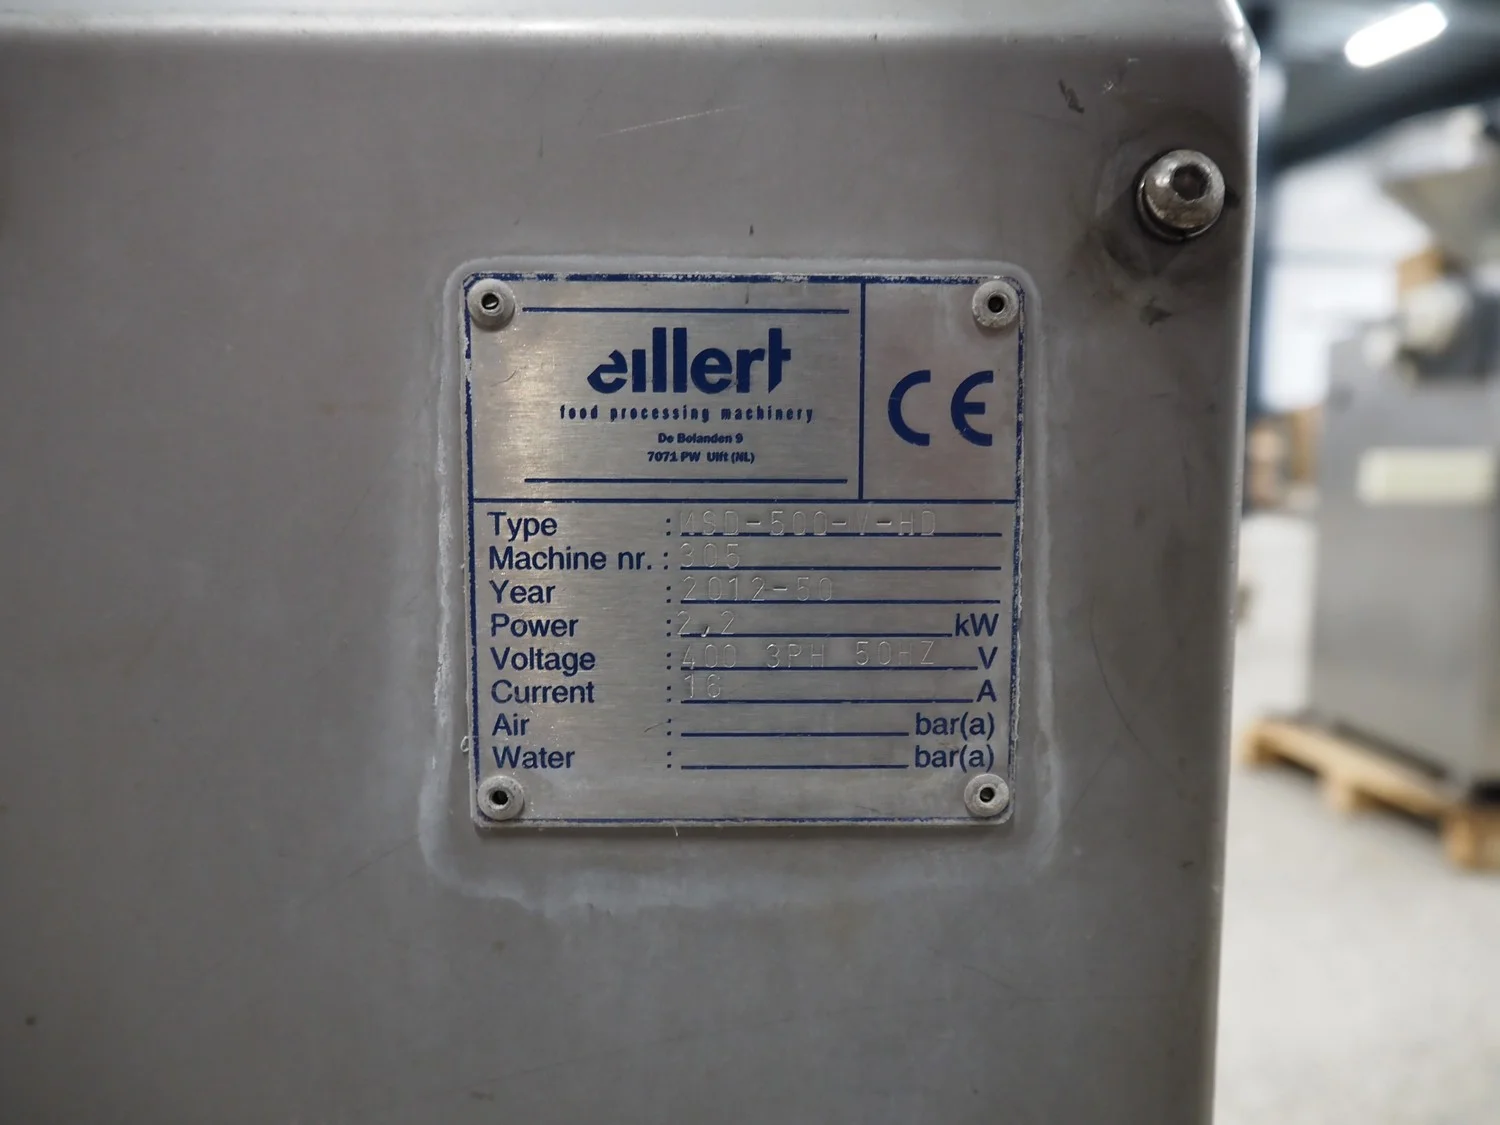 eillert
food processing machinery
De Bolanden 9
7071 PW Ulft (NL)
CE
Type : MSD-500-V-HD
Machine nr. : 305
Year : 2012-50
Power : 2,2 kW
Voltage : 400 3PH 50HZ V
Current : 16 A
Air : bar(a)
Water : bar(a)